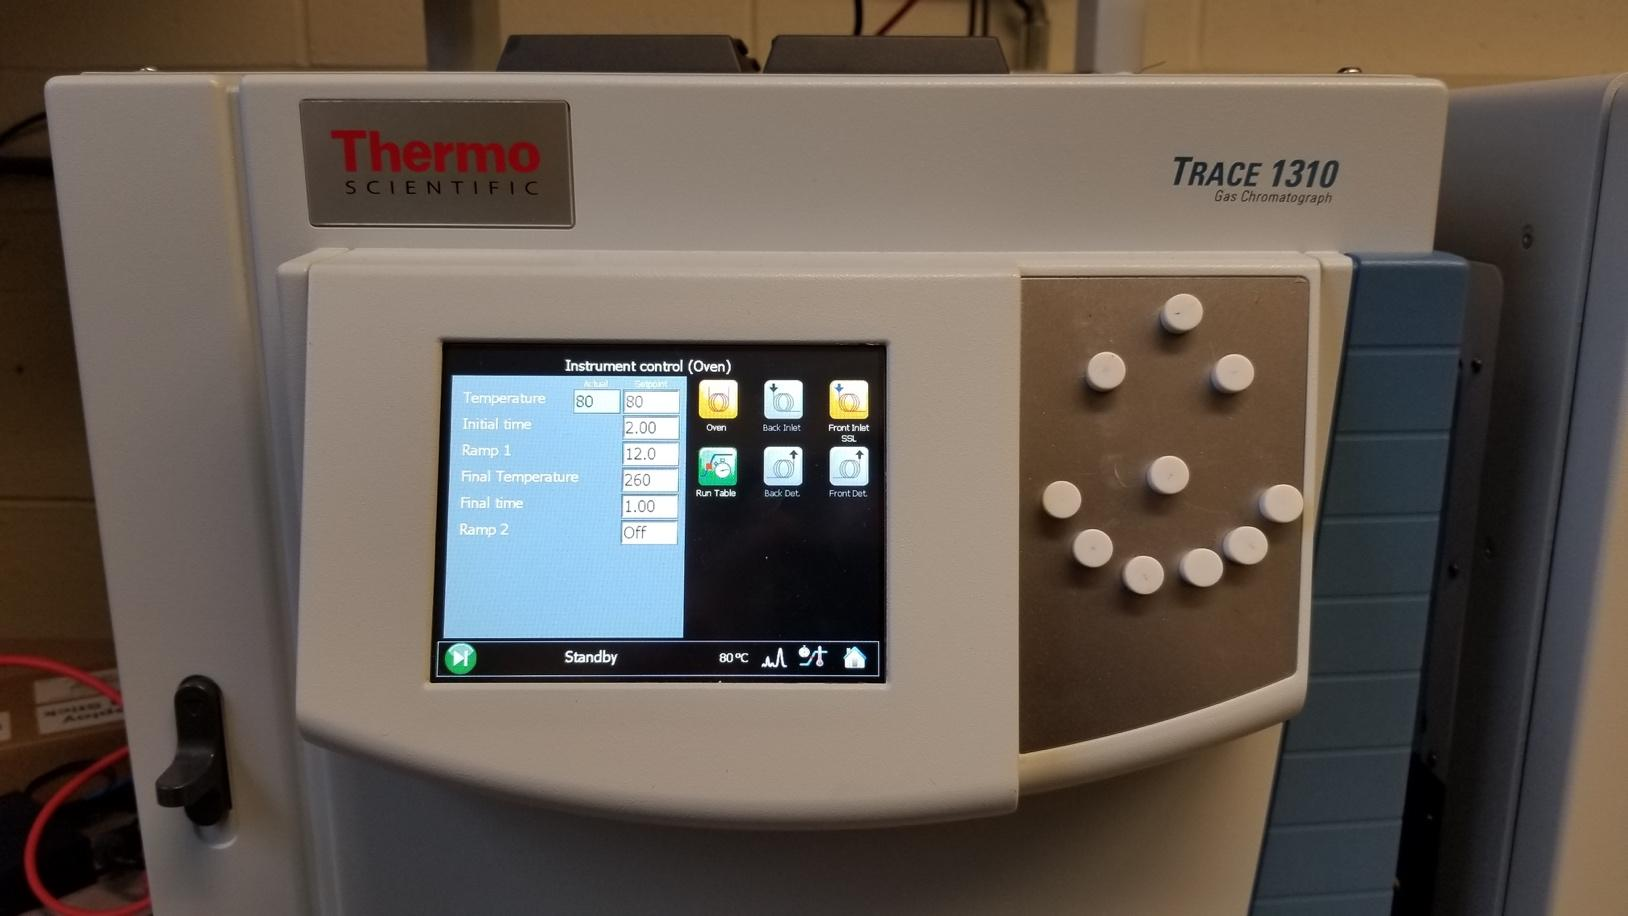 Thermo
SCIENTIFIC
TRACE 1310
Gas Chromatograph
Instrument control (Oven)
Actual Setpoint
Temperature 80 80
Initial time 2.00
Ramp 1 12.0
Final Temperature 260
Final time 1.00
Ramp 2 Off
Oven
Back Inlet
Front Inlet
SSL
Run Table
Back Det.
Front Det.
Standby
80 ºC
Stick